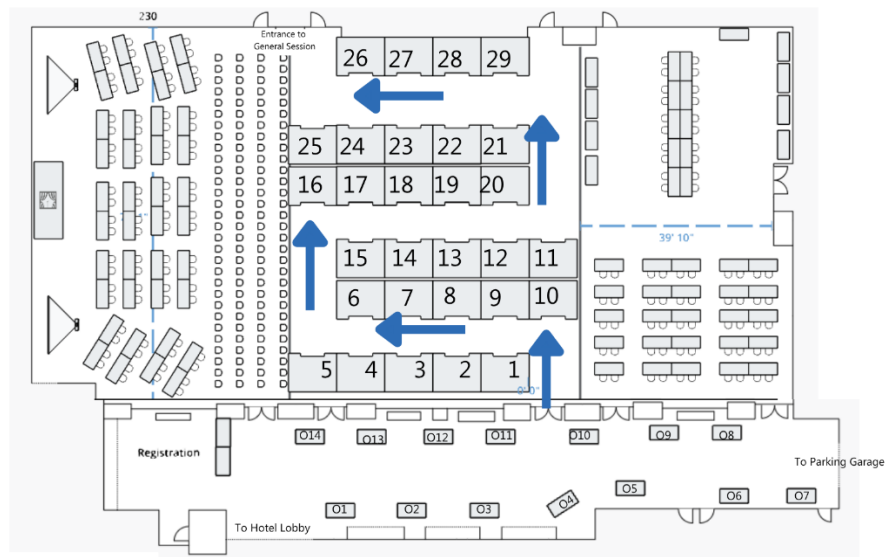 230
Entrance to
General Session
26 27 28 29
25 24 23 22 21
16 17 18 19 20
39' 10"
15 14 13 12 11
6 7 8 9 10
5 4 3 2 1
0' 0"
O14 O13 O12 O11 O10 O9 O8
Registration
To Parking Garage
O1 O2 O3 O4 O5 O6 O7
To Hotel Lobby